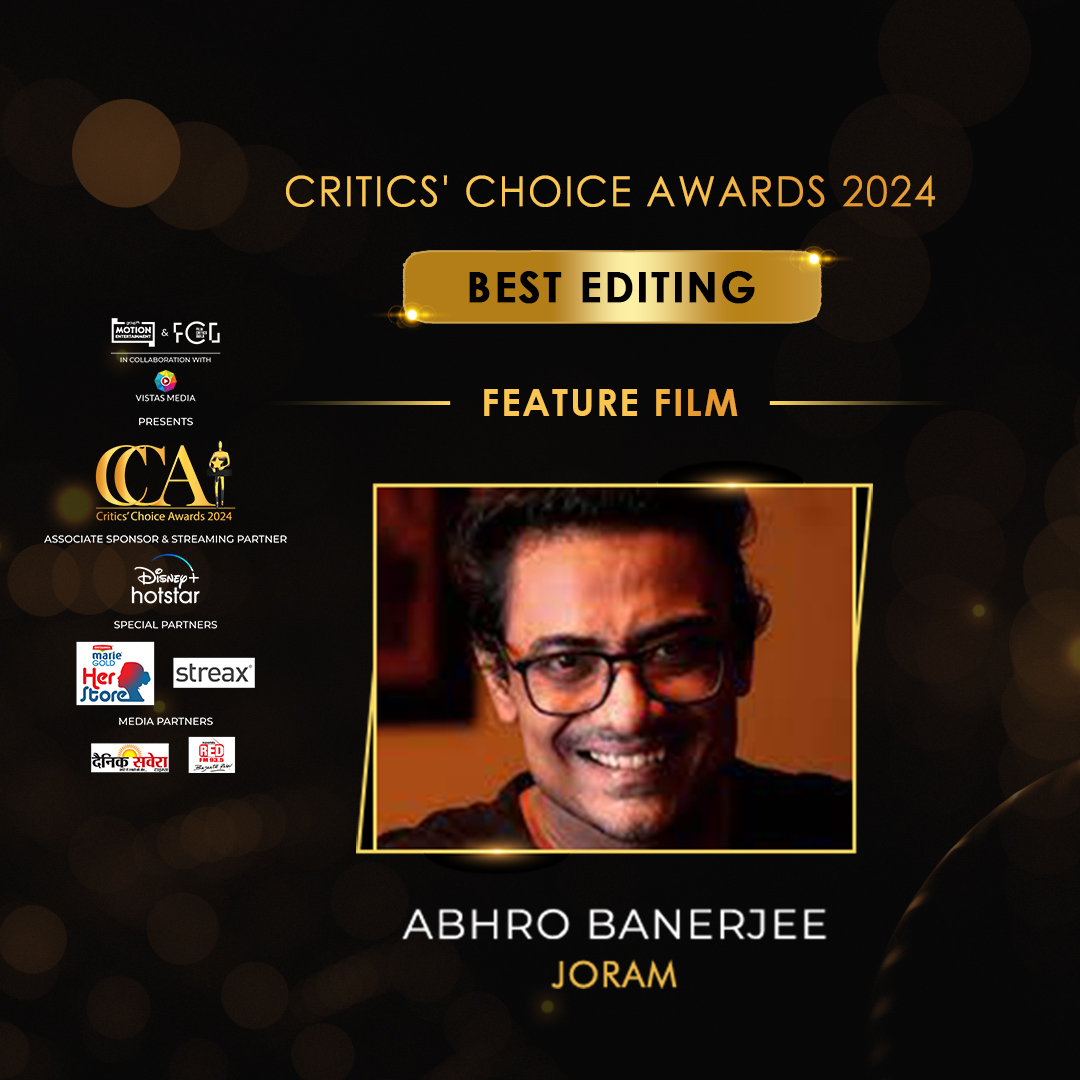 CRITICS' CHOICE AWARDS 2024
BEST EDITING
FEATURE FILM
MOTION
ENTERTAINMENT
&
FCG
IN COLLABORATION WITH
VISTAS MEDIA
PRESENTS
CCA
Critics' Choice Awards 2024
ASSOCIATE SPONSOR & STREAMING PARTNER
Disney+
hotstar
SPECIAL PARTNERS
marie
GOLD
Her
Store
streax
MEDIA PARTNERS
दैनिक सवेरा
RED
FM 93.5
ABHRO BANERJEE
JORAM